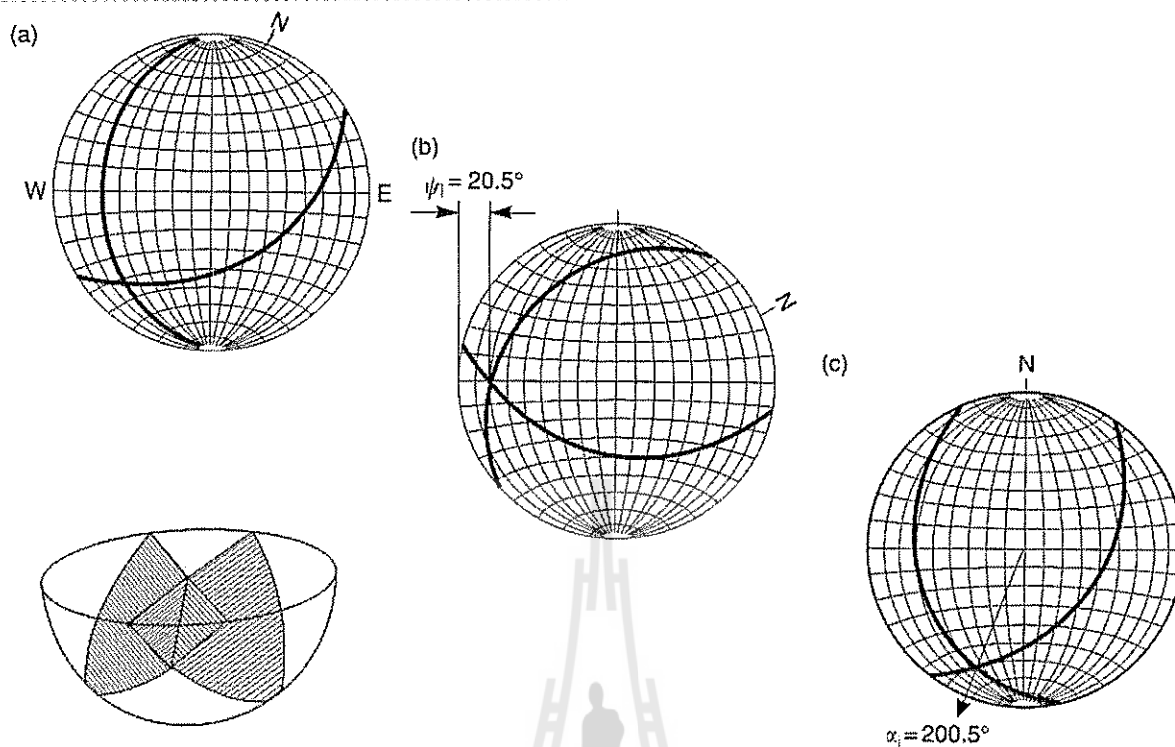 (a)
N
W
E
(b)
ψi = 20.5°
N
(c)
N
αi = 200.5°